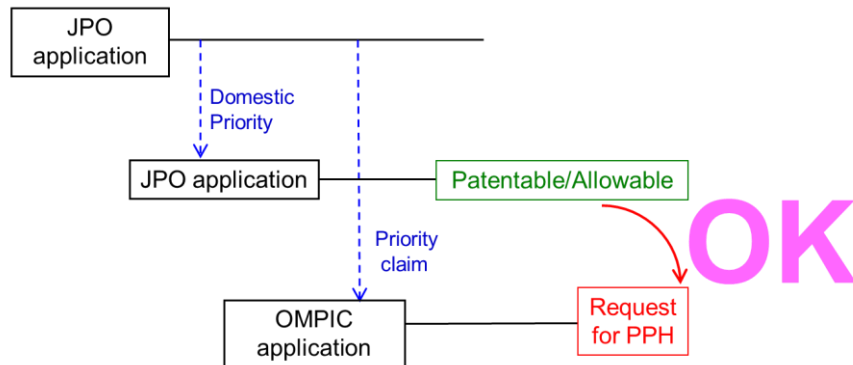 JPO
application
Domestic
Priority
JPO application
Patentable/Allowable
OK
Priority
claim
OMPIC
application
Request
for PPH